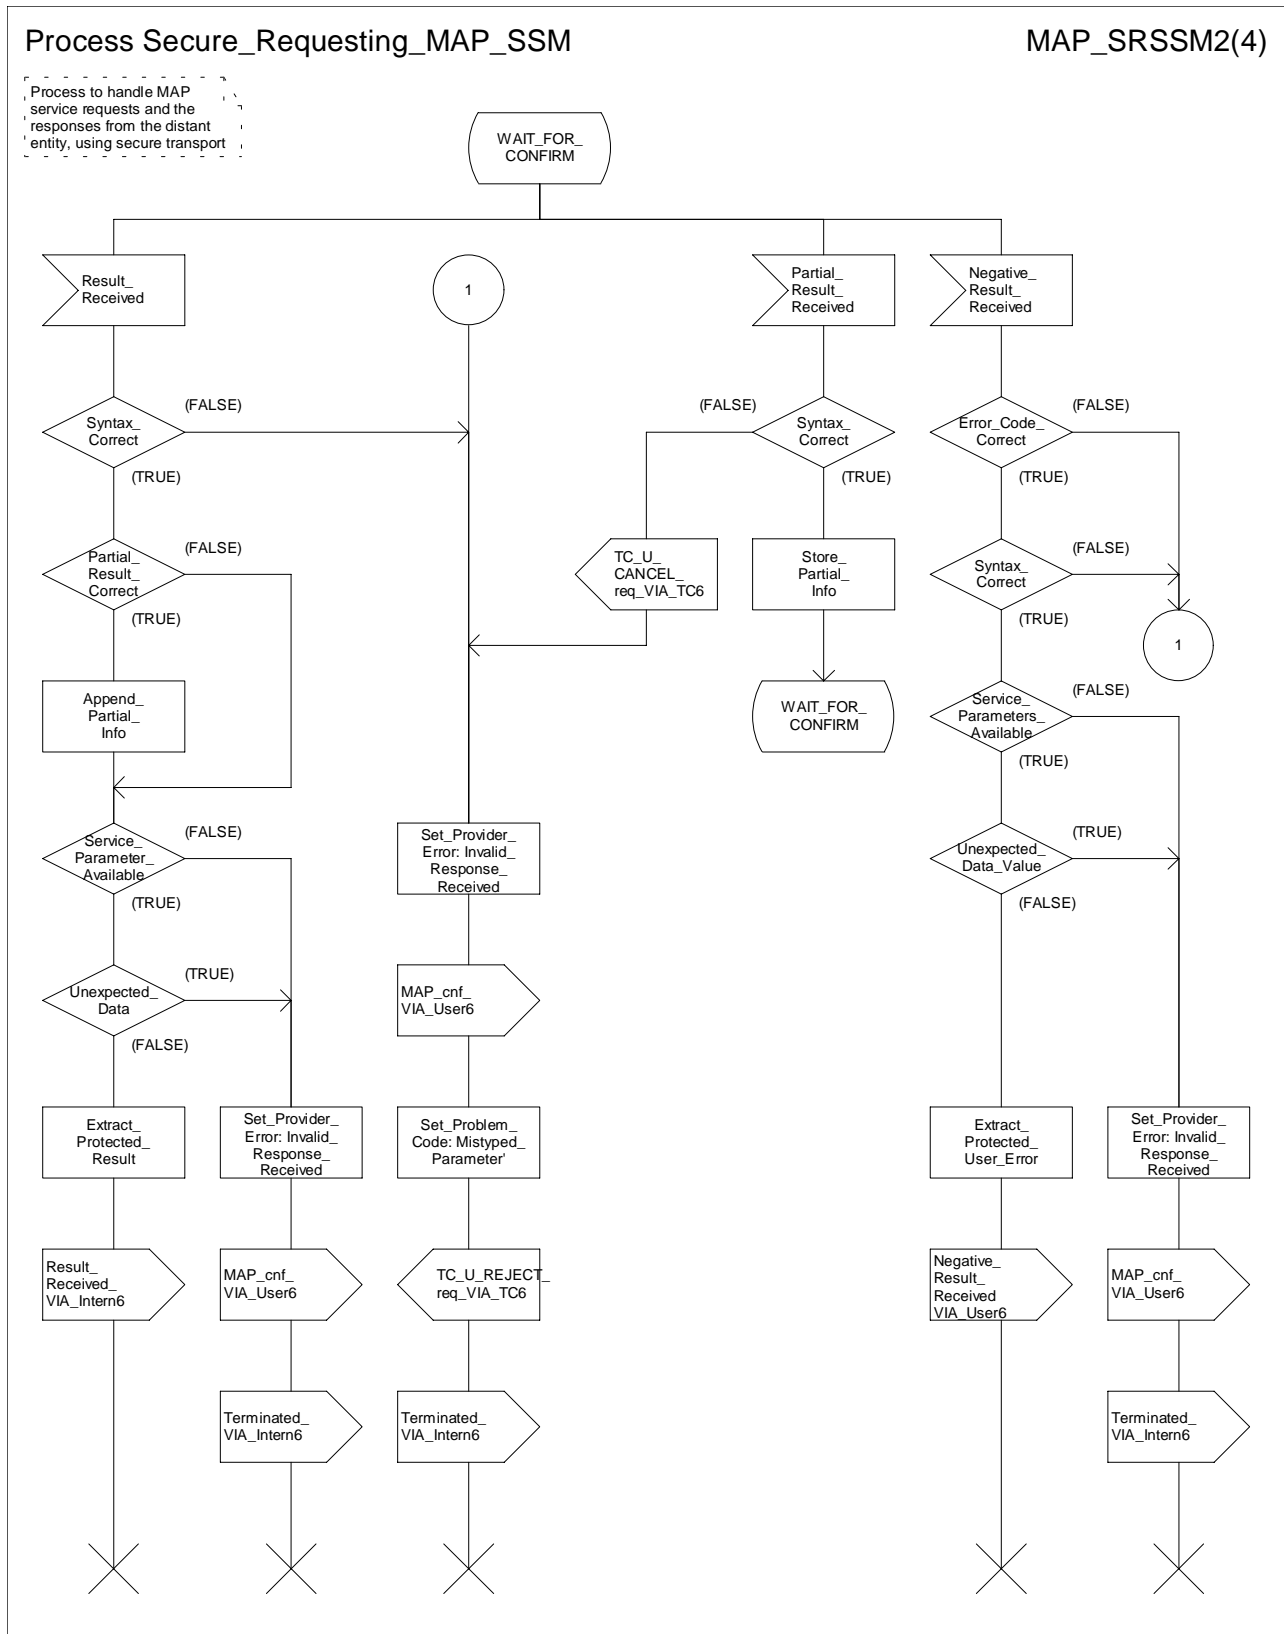 Process Secure_Requesting_MAP_SSM
MAP_SRSSM2(4)
Process to handle MAP
service requests and the
responses from the distant
entity, using secure transport
WAIT_FOR_
CONFIRM
Result_
Received
1
Partial_
Result_
Received
Negative_
Result_
Received
Syntax_
Correct
(FALSE)
(TRUE)
(FALSE)
Syntax_
Correct
(TRUE)
Error_Code_
Correct
(FALSE)
(TRUE)
Partial_
Result_
Correct
(FALSE)
(TRUE)
TC_U_
CANCEL_
req_VIA_TC6
Store_
Partial_
Info
Syntax_
Correct
(FALSE)
(TRUE)
1
Append_
Partial_
Info
WAIT_FOR_
CONFIRM
Service_
Parameters_
Available
(FALSE)
(TRUE)
Service_
Parameter_
Available
(FALSE)
(TRUE)
Set_Provider_
Error: Invalid_
Response_
Received
Unexpected_
Data_Value
(TRUE)
(FALSE)
Unexpected_
Data
(TRUE)
(FALSE)
MAP_cnf_
VIA_User6
Extract_
Protected_
Result
Set_Provider_
Error: Invalid_
Response_
Received
Set_Problem_
Code: Mistyped_
Parameter'
Extract_
Protected_
User_Error
Set_Provider_
Error: Invalid_
Response_
Received
Result_
Received_
VIA_Intern6
MAP_cnf_
VIA_User6
TC_U_REJECT_
req_VIA_TC6
Negative_
Result_
Received
VIA_User6
MAP_cnf_
VIA_User6
Terminated_
VIA_Intern6
Terminated_
VIA_Intern6
Terminated_
VIA_Intern6